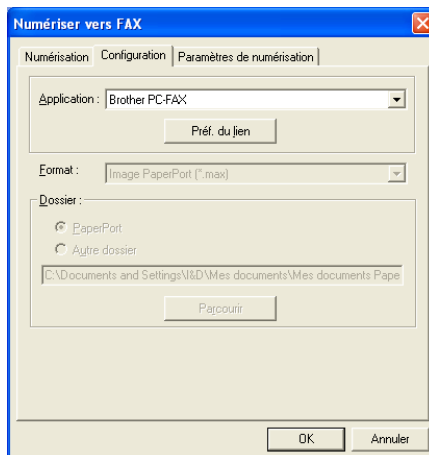 Numériser vers FAX
Numérisation Configuration Paramètres de numérisation
Application : Brother PC-FAX
Préf. du lien
Format : Image PaperPort (*.max)
Dossier :
PaperPort
Autre dossier
C:\Documents and Settings\I&D\Mes documents\Mes documents Pape
Parcourir
OK Annuler